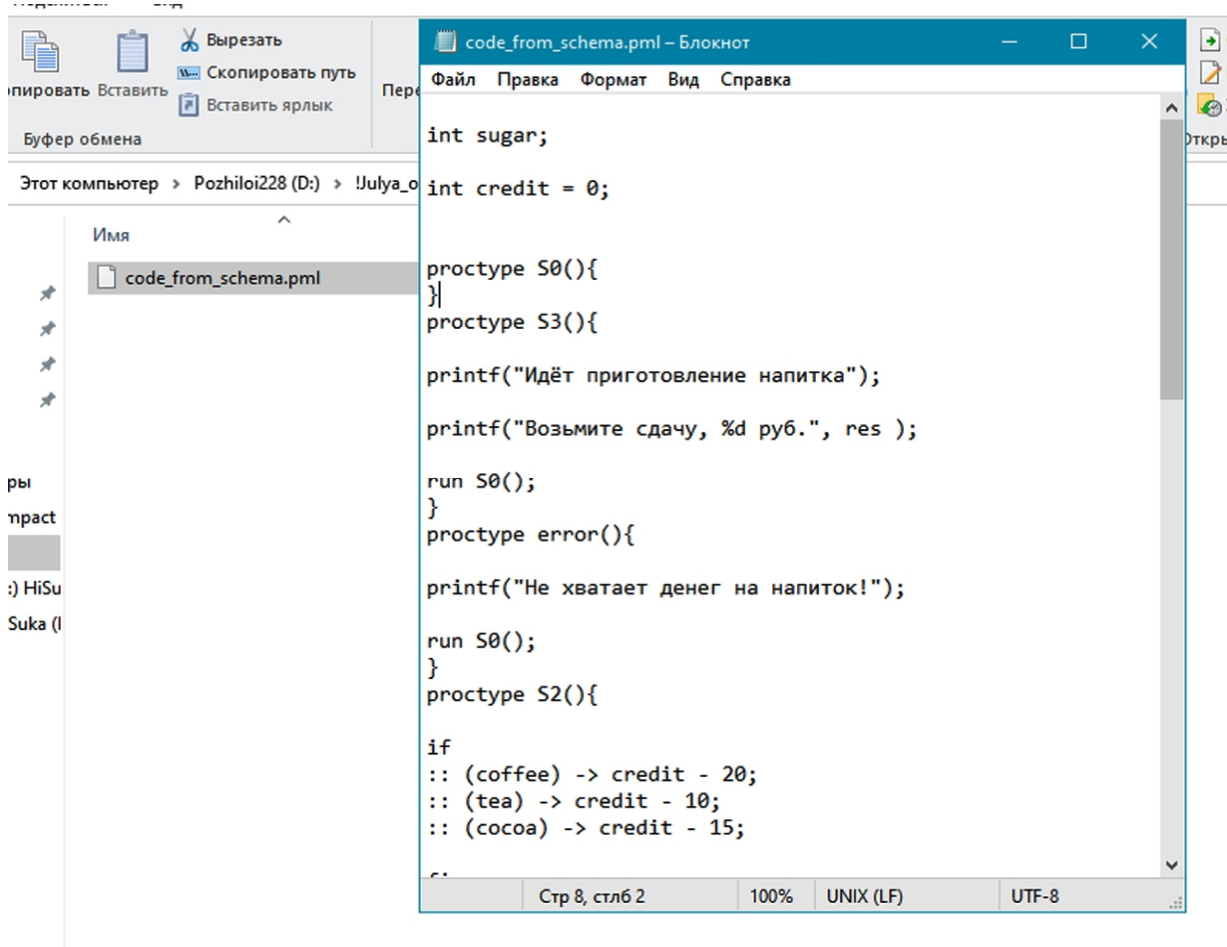 Вырезать
Скопировать путь
Вставить
Вставить ярлык
Буфер обмена
Этот компьютер > Pozhiloi228 (D:) >
Имя
code_from_schema.pml
code_from_schema.pml – Блокнот
Файл Правка Формат Вид Справка
int sugar;
int credit = 0;
proctype S0(){
}
proctype S3(){
printf("Идёт приготовление напитка");
printf("Возьмите сдачу, %d руб.", res );
run S0();
}
proctype error(){
printf("Не хватает денег на напиток!");
run S0();
}
proctype S2(){
if
:: (coffee) -> credit - 20;
:: (tea) -> credit - 10;
:: (cocoa) -> credit - 15;
Стр 8, стлб 2 100% UNIX (LF) UTF-8